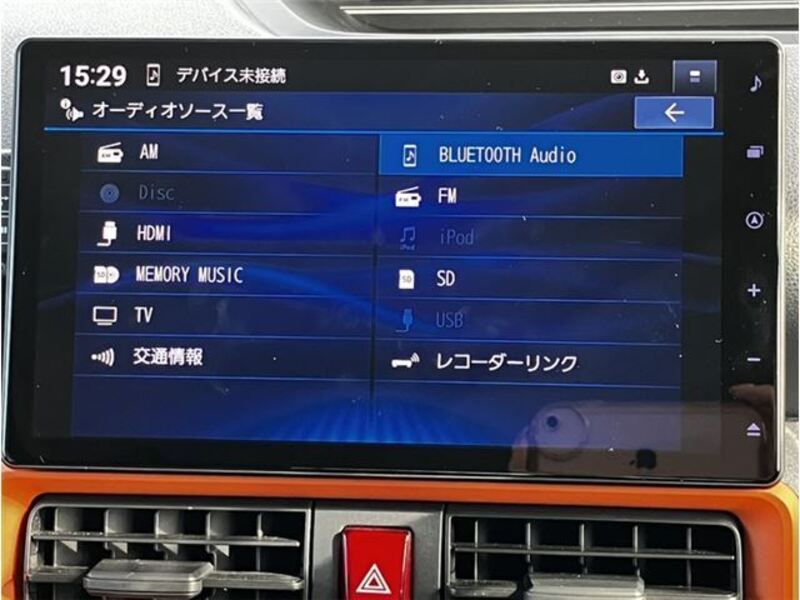 15:29 デバイス未接続
オーディオソース一覧
AM
BLUETOOTH Audio
Disc
FM
HDMI
iPod
MEMORY MUSIC
SD
TV
USB
交通情報
レコーダーリンク